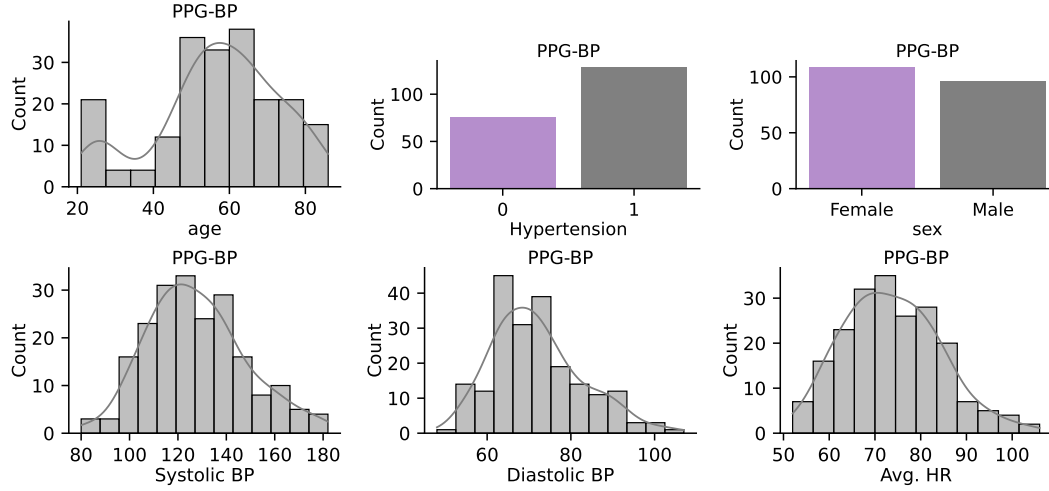 PPG-BP
Count
30
20
10
0
20 40 60 80
age
PPG-BP
Count
100
50
0
0 1
Hypertension
PPG-BP
Count
100
50
0
Female Male
sex
PPG-BP
Count
30
20
10
0
80 100 120 140 160 180
Systolic BP
PPG-BP
Count
40
30
20
10
0
60 80 100
Diastolic BP
PPG-BP
Count
30
20
10
0
50 60 70 80 90 100
Avg. HR